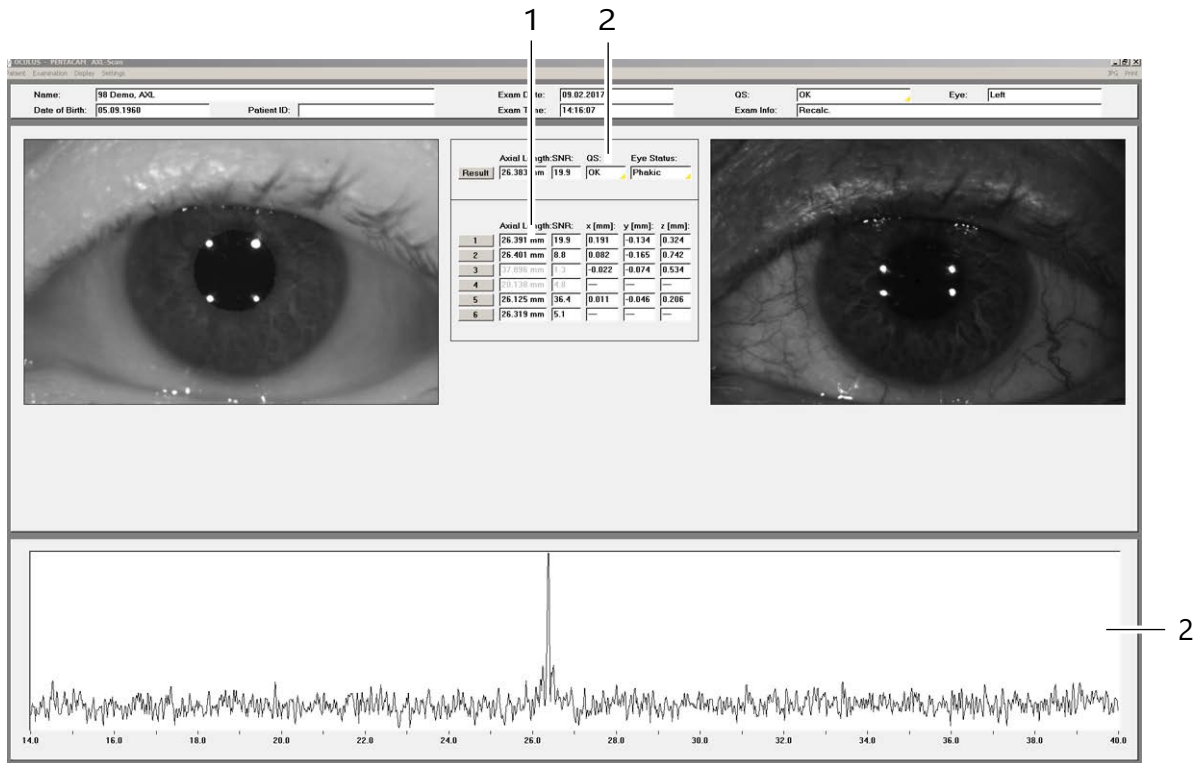 1 2
OCULUS - PENTACAM AXL-Scan
Patient Examination Display Settings JPG Print
Name: 98 Demo, AXL Exam Date: 09.02.2017 QS: OK Eye: Left
Date of Birth: 05.09.1960 Patient ID: Exam Time: 14:16:07 Exam Info: Recalc.
Axial Length: SNR: QS: Eye Status:
Result 26.383 mm 19.9 OK Phakic
Axial Length: SNR: x [mm]: y [mm]: z [mm]:
1 26.391 mm 19.9 0.191 -0.134 0.324
2 26.401 mm 8.8 0.082 -0.165 0.742
3 37.896 mm 1.3 -0.022 -0.074 0.534
4 20.138 mm 4.8 --- --- ---
5 26.125 mm 36.4 0.011 -0.046 0.206
6 26.319 mm 5.1 --- --- ---
2
14.0 16.0 18.0 20.0 22.0 24.0 26.0 28.0 30.0 32.0 34.0 36.0 38.0 40.0